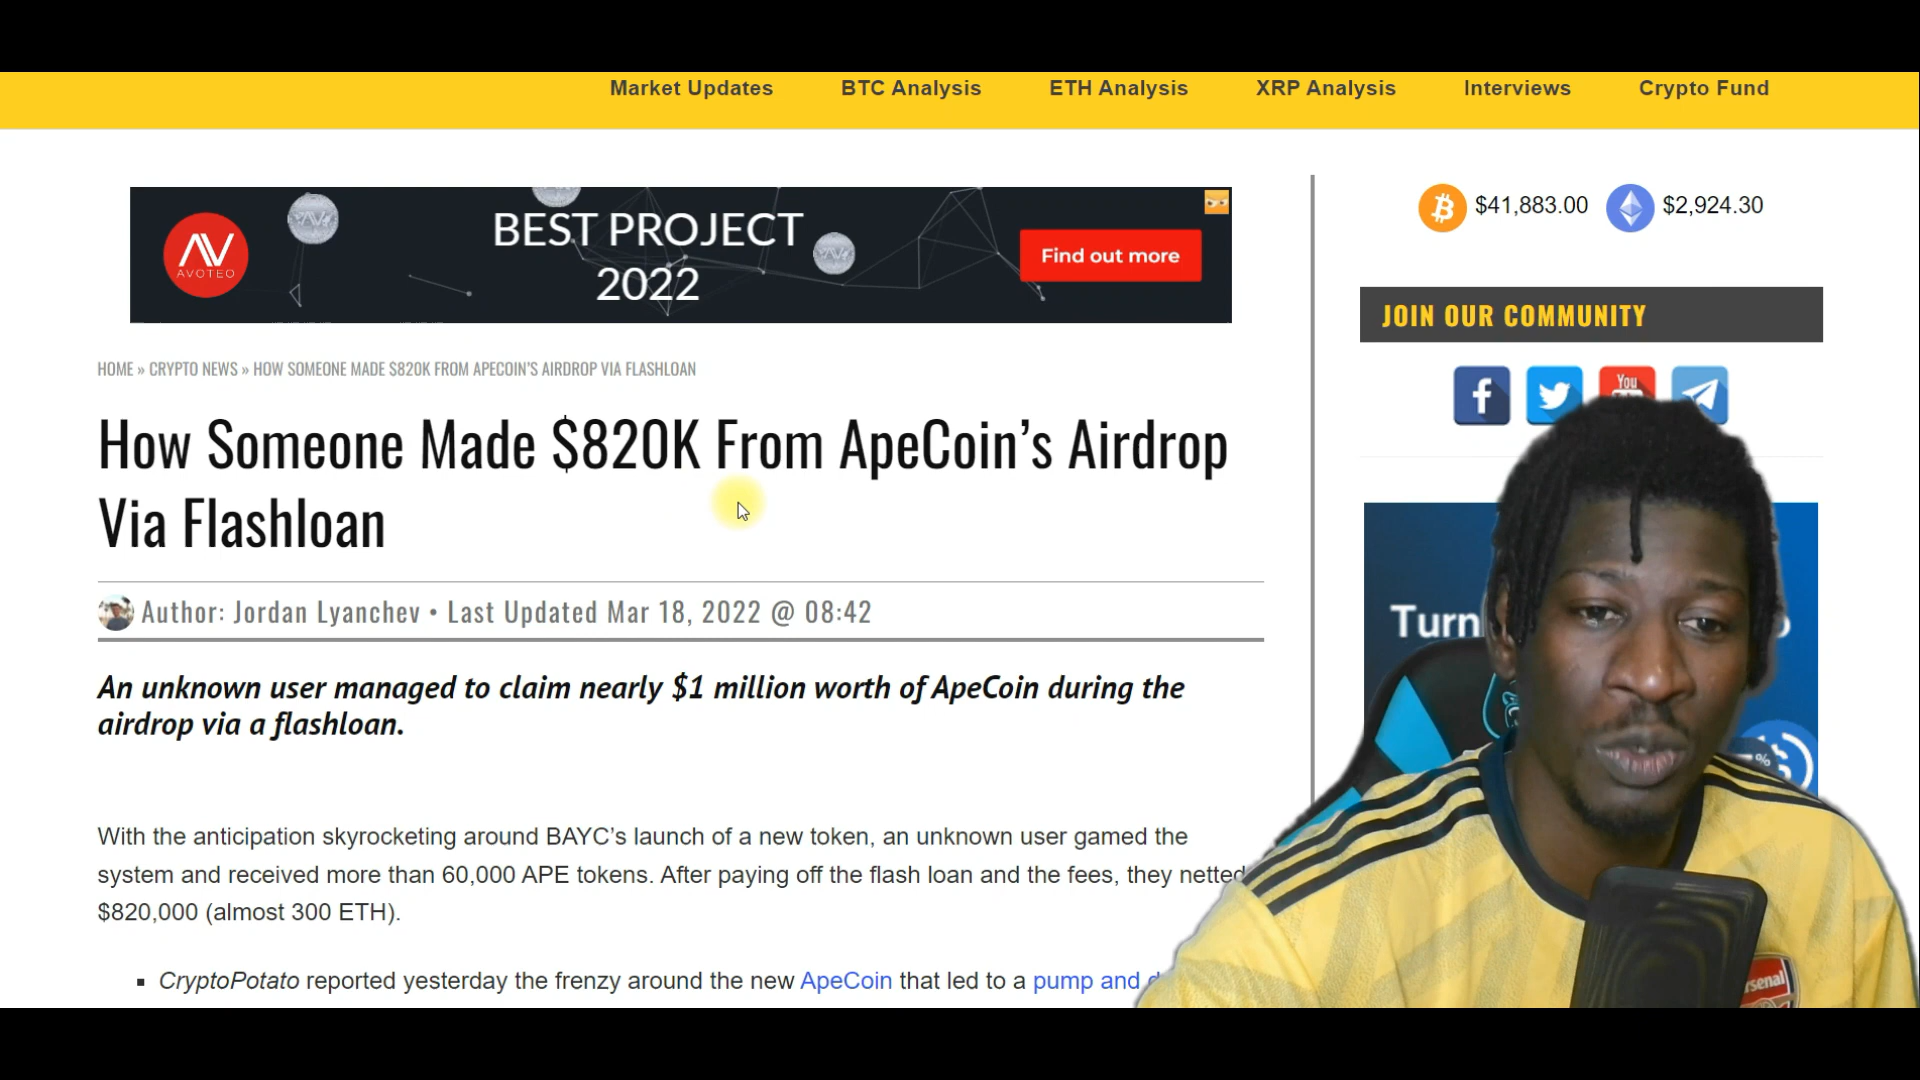 Market Updates BTC Analysis ETH Analysis XRP Analysis Interviews Crypto Fund
AVOTEO
BEST PROJECT
2022
Find out more
$41,883.00 $2,924.30
JOIN OUR COMMUNITY
You
HOME » CRYPTO NEWS » HOW SOMEONE MADE $820K FROM APECOIN'S AIRDROP VIA FLASHLOAN
How Someone Made $820K From ApeCoin's Airdrop
Via Flashloan
Author: Jordan Lyanchev • Last Updated Mar 18, 2022 @ 08:42
Turn
An unknown user managed to claim nearly $1 million worth of ApeCoin during the
airdrop via a flashloan.
%
With the anticipation skyrocketing around BAYC's launch of a new token, an unknown user gamed the
system and received more than 60,000 APE tokens. After paying off the flash loan and the fees, they netted
$820,000 (almost 300 ETH).
▪ CryptoPotato reported yesterday the frenzy around the new ApeCoin that led to a pump and
Arsenal